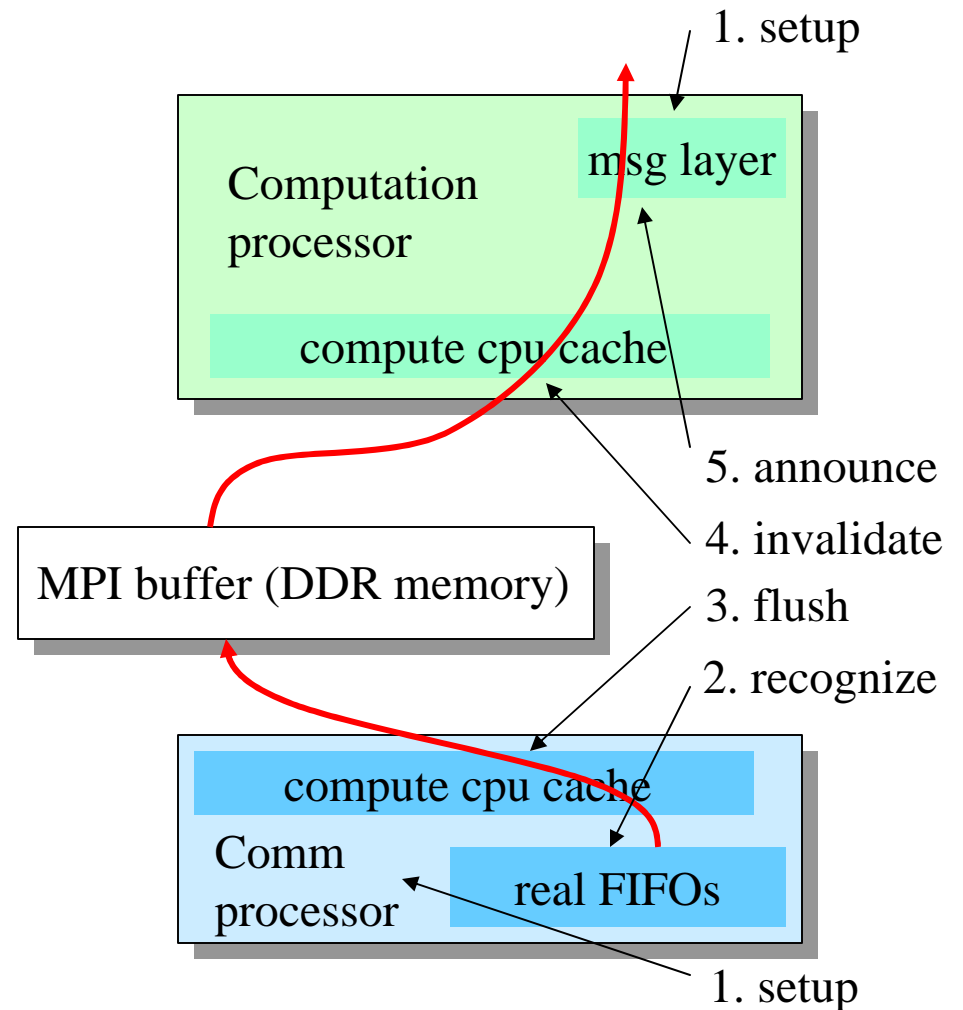 1. setup
msg layer
Computation
processor
compute cpu cache
5. announce
4. invalidate
MPI buffer (DDR memory)
3. flush
2. recognize
compute cpu cache
Comm
processor
real FIFOs
1. setup